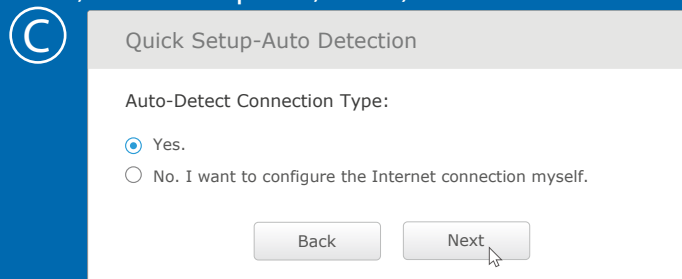 C
Quick Setup-Auto Detection
Auto-Detect Connection Type:
Yes.
No. I want to configure the Internet connection myself.
Back Next